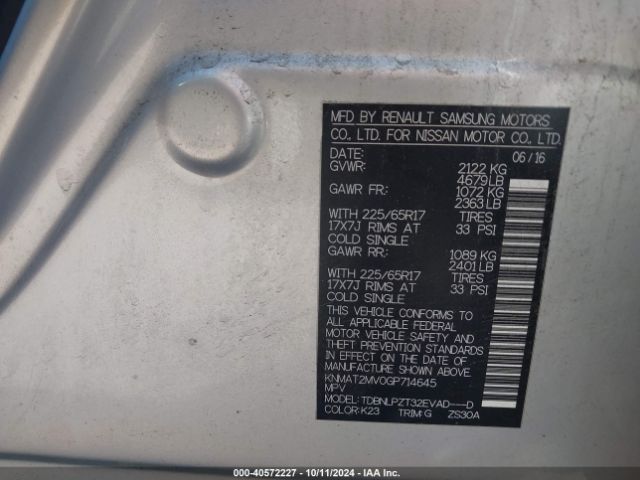 MFD BY RENAULT SAMSUNG MOTORS
CO., LTD. FOR NISSAN MOTOR CO., LTD.
DATE: 06/16
GVWR: 2122 KG
4679 LB
GAWR FR: 1072 KG
2363 LB
WITH 225/65R17 TIRES
17X7J RIMS AT 33 PSI
COLD SINGLE
GAWR RR: 1089 KG
2401 LB
WITH 225/65R17 TIRES
17X7J RIMS AT 33 PSI
COLD SINGLE
THIS VEHICLE CONFORMS TO
ALL APPLICABLE FEDERAL
MOTOR VEHICLE SAFETY AND
THEFT PREVENTION STANDARDS
IN EFFECT ON THE DATE OF
MANUFACTURE SHOWN ABOVE.
KNMAT2MV0GP714645
MPV
MODEL: TDBNLPZT32EVAD---D
COLOR:K23 TRIM:G ZS30A
000-40572227 - 10/11/2024 - IAA Inc.